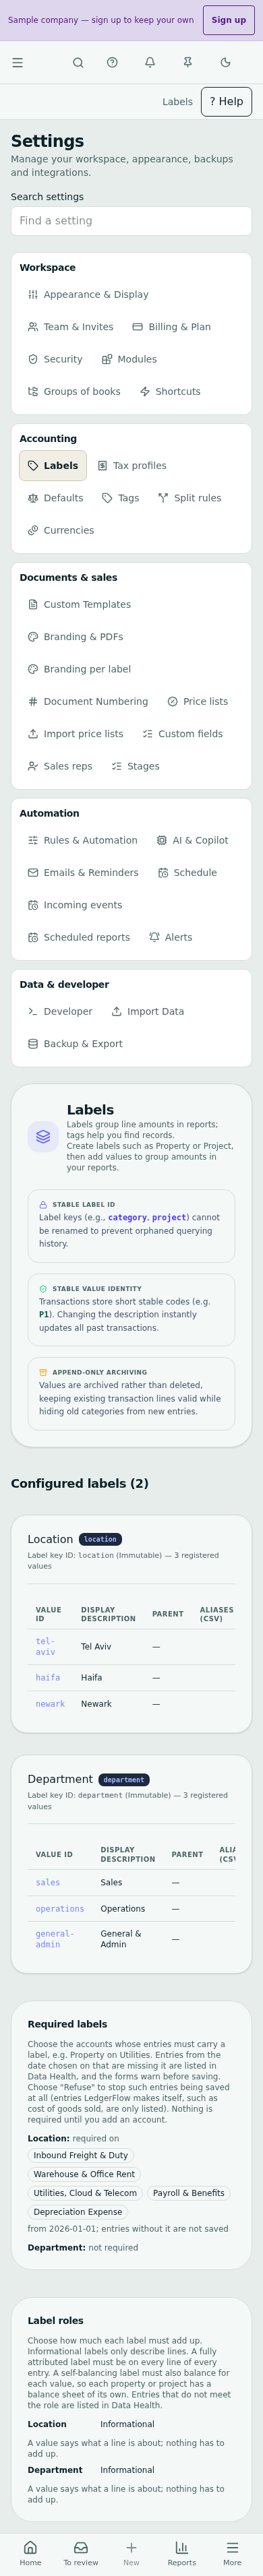 Sample company — sign up to keep your own
Sign up
Labels
? Help
Settings
Manage your workspace, appearance, backups
and integrations.
Search settings
Find a setting
Workspace
Appearance & Display
Team & Invites
Billing & Plan
Security
Modules
Groups of books
Shortcuts
Accounting
Labels
Tax profiles
Defaults
Tags
Split rules
Currencies
Documents & sales
Custom Templates
Branding & PDFs
Branding per label
Document Numbering
Price lists
Import price lists
Custom fields
Sales reps
Stages
Automation
Rules & Automation
AI & Copilot
Emails & Reminders
Schedule
Incoming events
Scheduled reports
Alerts
Data & developer
Developer
Import Data
Backup & Export
Labels
Labels group line amounts in reports;
tags help you find records.
Create labels such as Property or Project,
then add values to group amounts in
your reports.
STABLE LABEL ID
Label keys (e.g., category, project) cannot
be renamed to prevent orphaned querying
history.
STABLE VALUE IDENTITY
Transactions store short stable codes (e.g.
P1). Changing the description instantly
updates all past transactions.
APPEND-ONLY ARCHIVING
Values are archived rather than deleted,
keeping existing transaction lines valid while
hiding old categories from new entries.
Configured labels (2)
Location location
Label key ID: location (Immutable) — 3 registered
values
VALUE ID DISPLAY DESCRIPTION PARENT ALIASES (CSV)
tel-aviv Tel Aviv —
haifa Haifa —
newark Newark —
Department department
Label key ID: department (Immutable) — 3 registered
values
VALUE ID DISPLAY DESCRIPTION PARENT
sales Sales —
operations Operations —
general-admin General & Admin —
Required labels
Choose the accounts whose entries must carry a
label, e.g. Property on Utilities. Entries from the
date chosen on that are missing it are listed in
Data Health, and the forms warn before saving.
Choose "Refuse" to stop such entries being saved
at all (entries LedgerFlow makes itself, such as
cost of goods sold, are only listed). Nothing is
required until you add an account.
Location: required on
Inbound Freight & Duty
Warehouse & Office Rent
Utilities, Cloud & Telecom
Payroll & Benefits
Depreciation Expense
from 2026-01-01; entries without it are not saved
Department: not required
Label roles
Choose how much each label must add up.
Informational labels only describe lines. A fully
attributed label must be on every line of every
entry. A self-balancing label must also balance for
each value, so each property or project has a
balance sheet of its own. Entries that do not meet
the role are listed in Data Health.
Location Informational
A value says what a line is about; nothing has to
add up.
Department Informational
A value says what a line is about; nothing has to
add up.
Home
To review
New
Reports
More